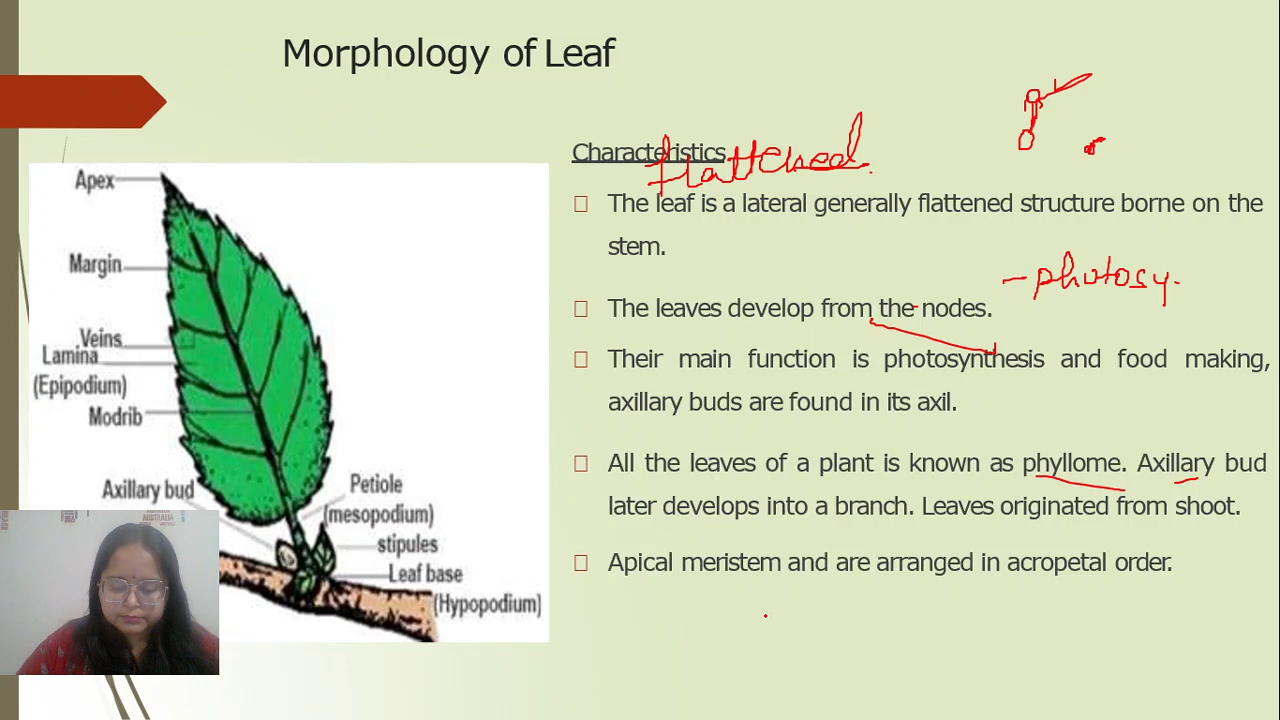 Morphology of Leaf
Characteristics
flattened.
The leaf is a lateral generally flattened structure borne on the
stem.
- photosy.
The leaves develop from the nodes.
Their main function is photosynthesis and food making,
axillary buds are found in its axil.
All the leaves of a plant is known as phyllome. Axillary bud
later develops into a branch. Leaves originated from shoot.
Apical meristem and are arranged in acropetal order.
Apex
Margin
Veins
Lamina
(Epipodium)
Modrib
Axillary bud
Petiole
(mesopodium)
stipules
Leaf base
(Hypopodium)
AUSTRALIA